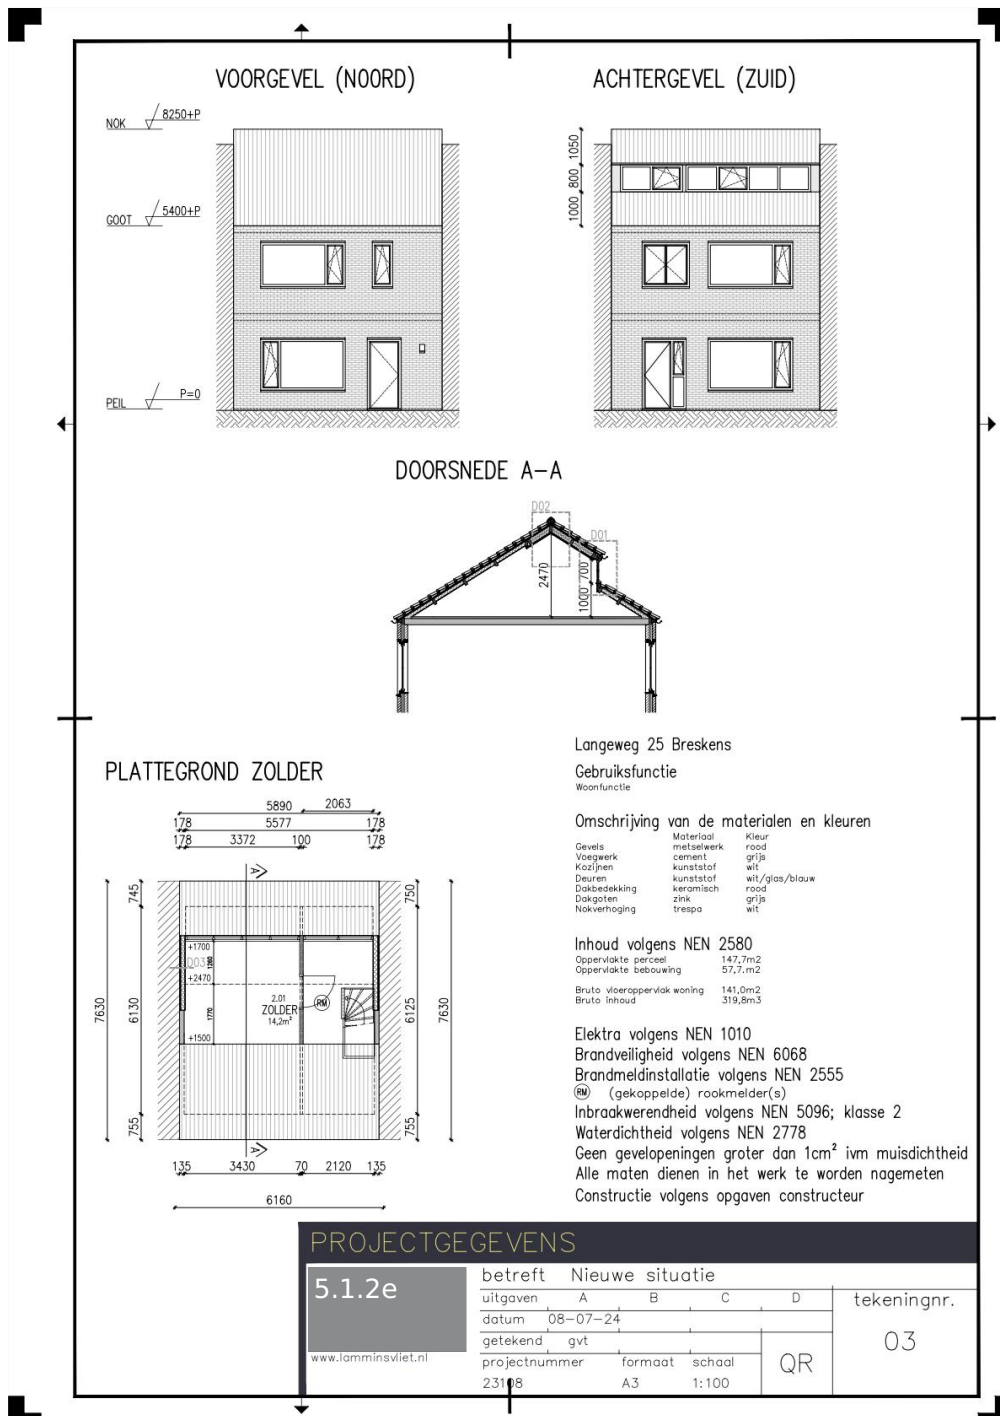 VOORGEVEL (NOORD)
ACHTERGEVEL (ZUID)
NOK 8250+P
GOOT 5400+P
PEIL P=0
1050
800
1000
DOORSNEDE A-A
D02
D01
2470
700
1000
PLATTEGROND ZOLDER
5890 2063
178 5577 178
178 3372 100 178
A
745
750
+1700
1260
D03
+2470
7630
6130
1770
2.01
ZOLDER
14,2m²
RM
6125
7630
+1500
755
755
A
135 3430 70 2120 135
6160
Langeweg 25 Breskens
Gebruiksfunctie
Woonfunctie
Omschrijving van de materialen en kleuren
Materiaal Kleur
Gevels metselwerk rood
Voegwerk cement grijs
Kozijnen kunststof wit
Deuren kunststof wit/glas/blauw
Dakbedekking keramisch rood
Dakgoten zink grijs
Nokverhoging trespa wit
Inhoud volgens NEN 2580
Oppervlakte perceel 147,7m2
Oppervlakte bebouwing 57,7.m2
Bruto vloeroppervlak woning 141,0m2
Bruto inhoud 319,8m3
Elektra volgens NEN 1010
Brandveiligheid volgens NEN 6068
Brandmeldinstallatie volgens NEN 2555
RM (gekoppelde) rookmelder(s)
Inbraakwerendheid volgens NEN 5096; klasse 2
Waterdichtheid volgens NEN 2778
Geen gevelopeningen groter dan 1cm² ivm muisdichtheid
Alle maten dienen in het werk te worden nagemeten
Constructie volgens opgaven constructeur
PROJECTGEGEVENS
5.1.2e
www.lamminsvliet.nl
betreft Nieuwe situatie
uitgaven A B C D
datum 08-07-24
getekend gvt
projectnummer formaat schaal
23108 A3 1:100
QR
tekeningnr.
03